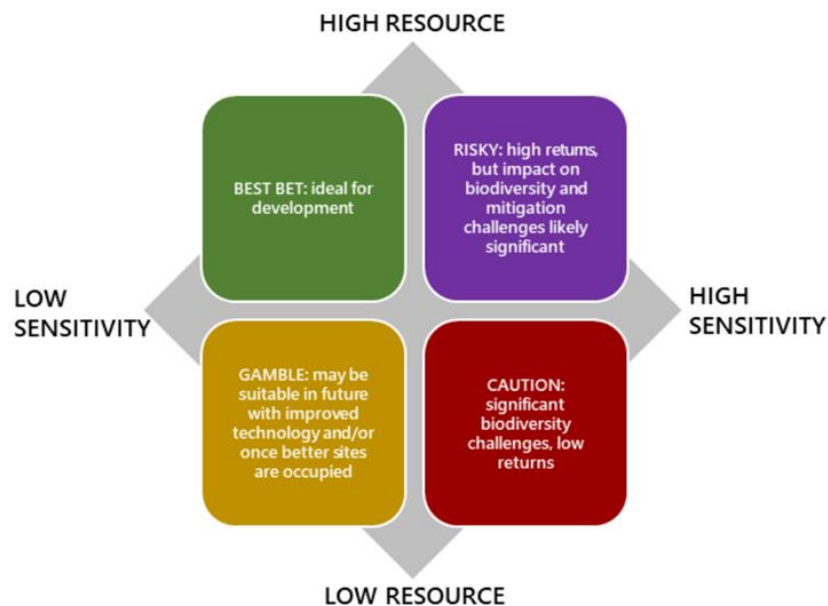 HIGH RESOURCE
BEST BET: ideal for
development
RISKY: high returns,
but impact on
biodiversity and
mitigation
challenges likely
significant
LOW
SENSITIVITY
HIGH
SENSITIVITY
GAMBLE: may be
suitable in future
with improved
technology and/or
once better sites
are occupied
CAUTION:
significant
biodiversity
challenges, low
returns
LOW RESOURCE